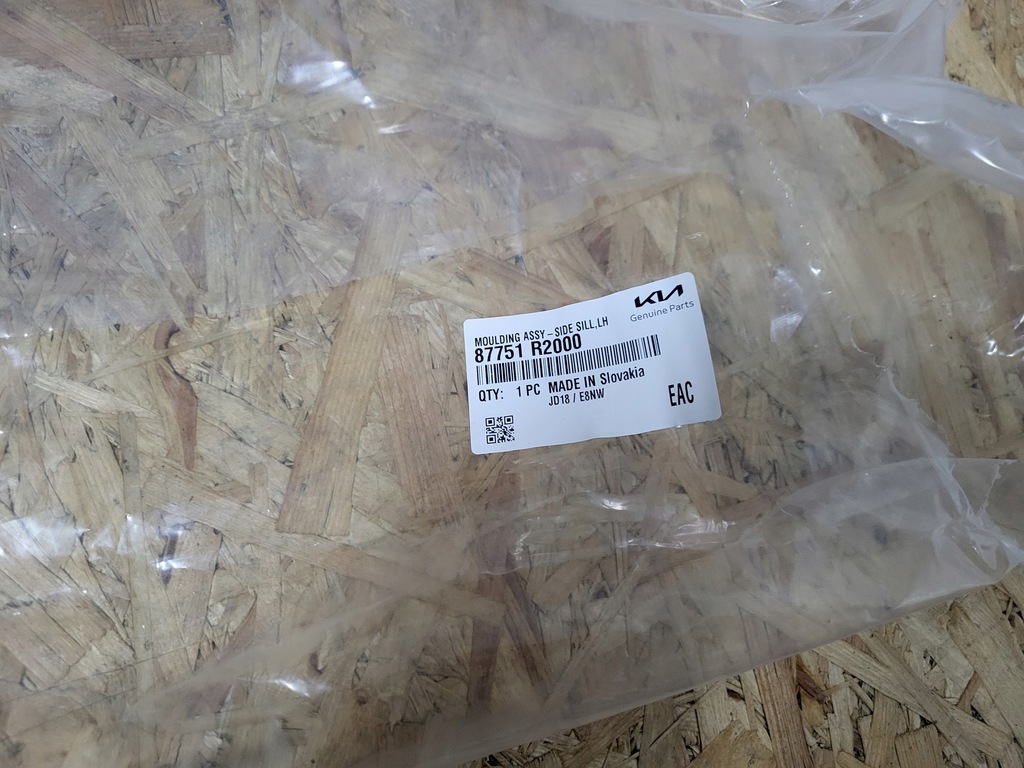 KIA
Genuine Parts
MOULDING ASSY-SIDE SILL,LH
87751 R2000
QTY: 1 PC MADE IN Slovakia
JD18 / E8NW
EAC